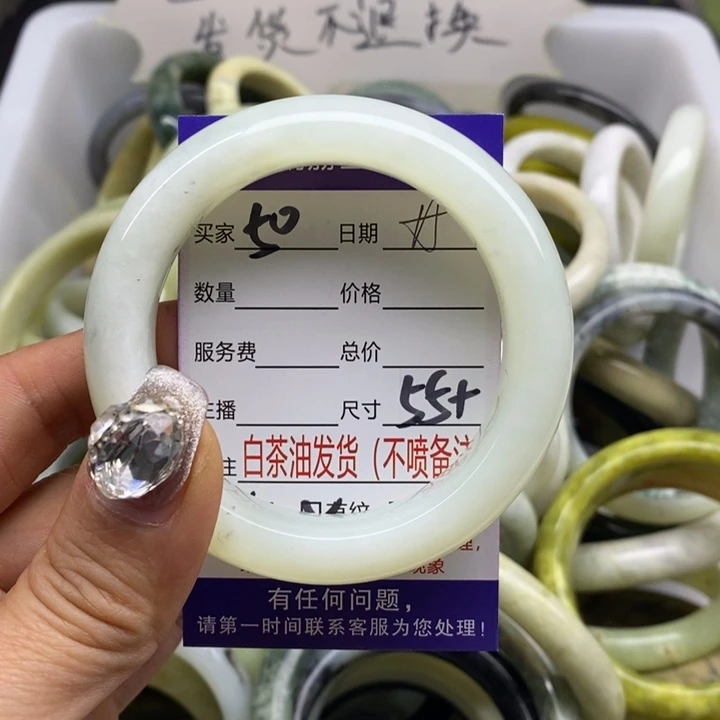 发货不退换
买家 50 日期
数量 价格
服务费 总价
主播 尺寸 55+
注 白茶油发货（不喷备注
有任何问题，
请第一时间联系客服为您处理！